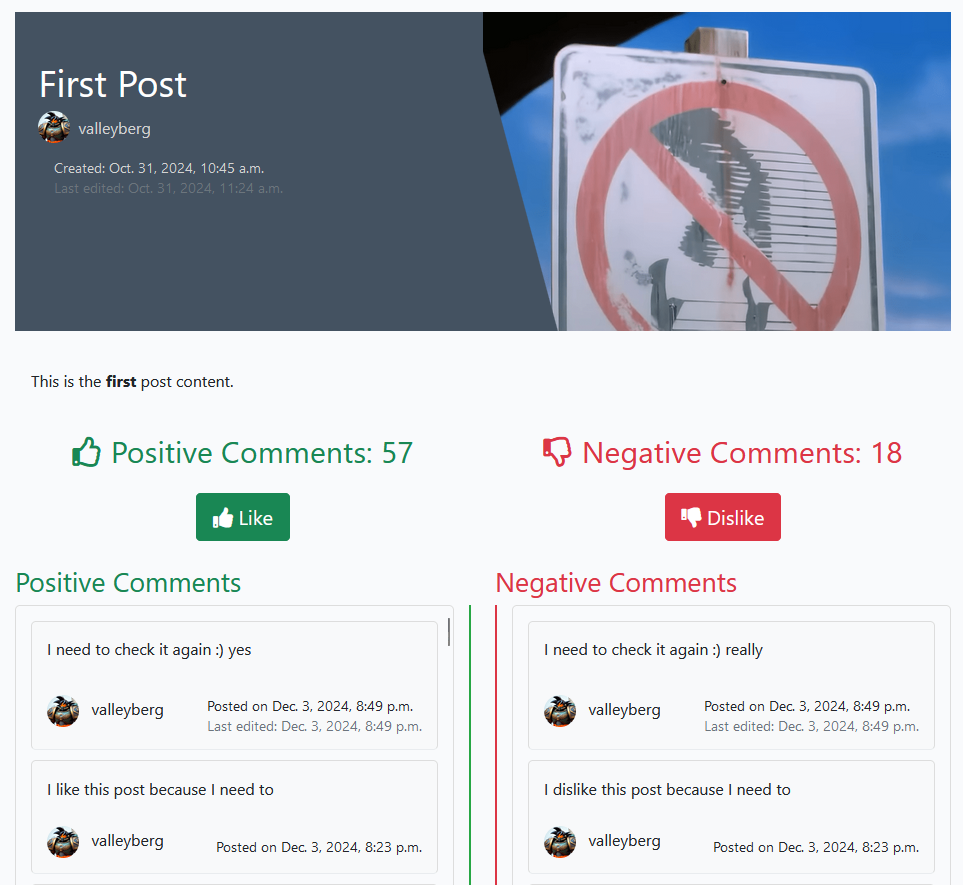 First Post
valleyberg
Created: Oct. 31, 2024, 10:45 a.m.
Last edited: Oct. 31, 2024, 11:24 a.m.
This is the first post content.
Positive Comments: 57
Negative Comments: 18
Like
Dislike
Positive Comments
Negative Comments
I need to check it again :) yes
valleyberg
Posted on Dec. 3, 2024, 8:49 p.m.
Last edited: Dec. 3, 2024, 8:49 p.m.
I like this post because I need to
valleyberg
Posted on Dec. 3, 2024, 8:23 p.m.
I need to check it again :) really
valleyberg
Posted on Dec. 3, 2024, 8:49 p.m.
Last edited: Dec. 3, 2024, 8:49 p.m.
I dislike this post because I need to
valleyberg
Posted on Dec. 3, 2024, 8:23 p.m.